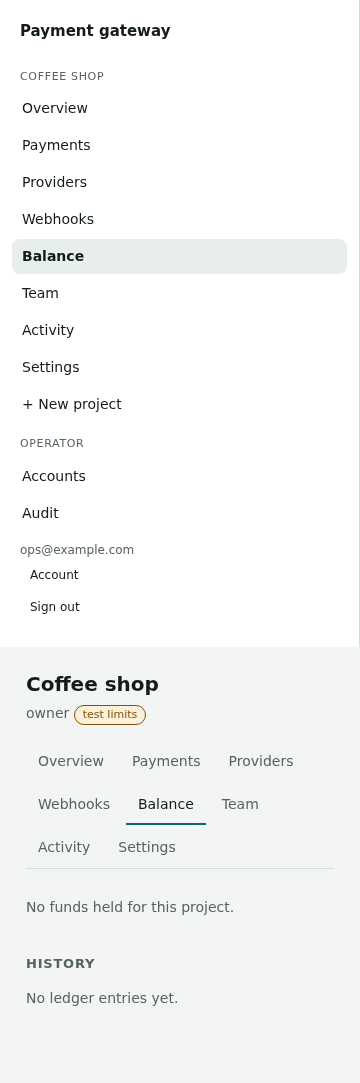 Payment gateway
COFFEE SHOP
Overview
Payments
Providers
Webhooks
Balance
Team
Activity
Settings
+ New project
OPERATOR
Accounts
Audit
ops@example.com
Account
Sign out
Coffee shop
owner test limits
Overview Payments Providers
Webhooks Balance Team
Activity Settings
No funds held for this project.
HISTORY
No ledger entries yet.